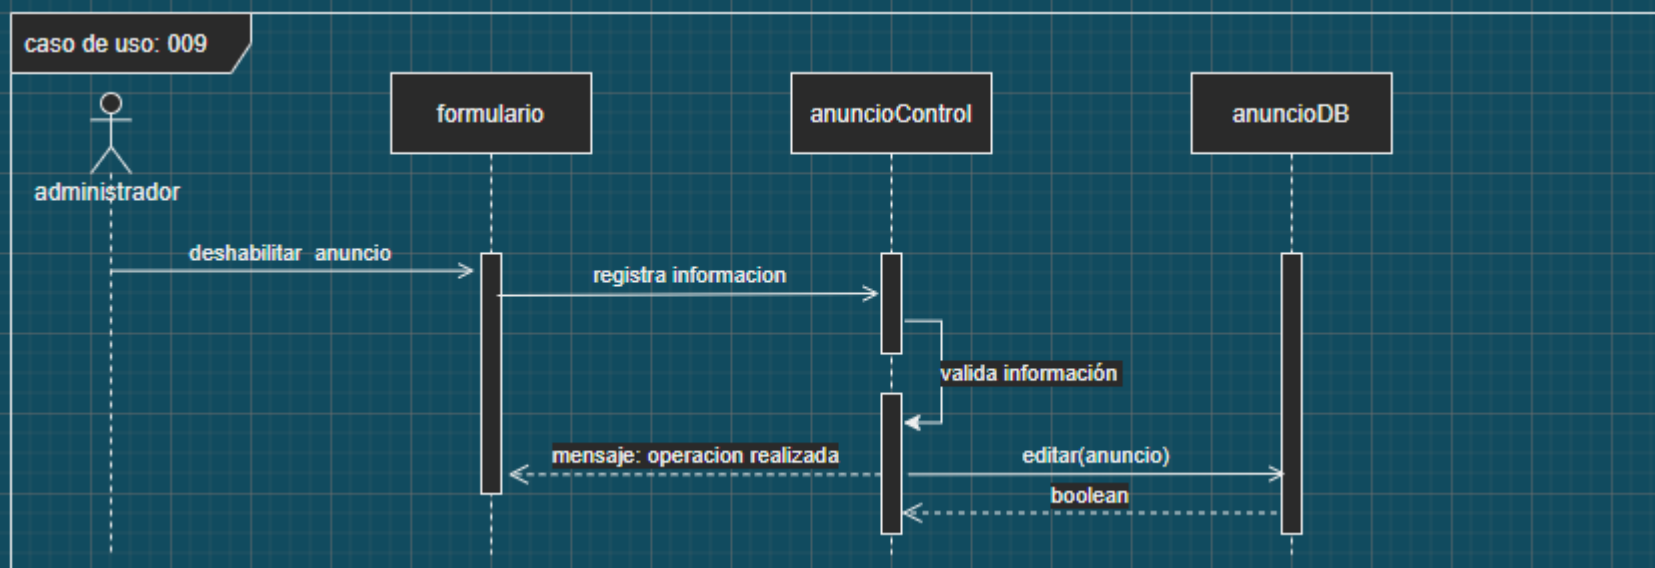 caso de uso: 009
formulario
anuncioControl
anuncioDB
administrador
deshabilitar anuncio
registra informacion
valida información
mensaje: operacion realizada
editar(anuncio)
boolean